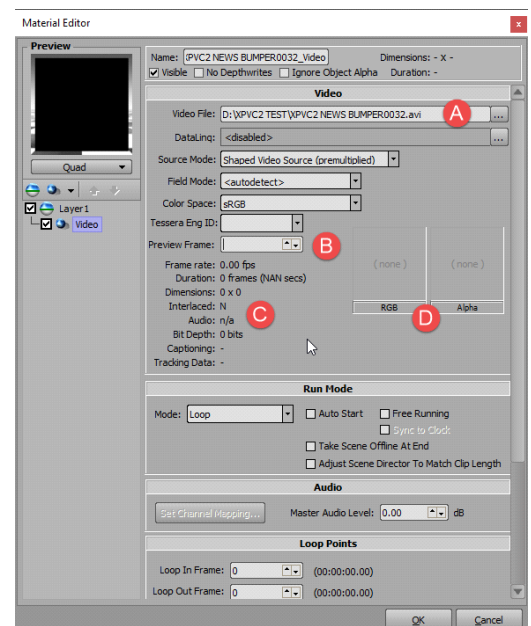 Material Editor
x
Preview
Name: (PVC2 NEWS BUMPER0032_Video Dimensions: - X -
Visible No Depthwrites Ignore Object Alpha Duration: -
Video
Video File: D:\XPVC2 TEST\XPVC2 NEWS BUMPER0032.avi A ...
DataLinq: <disabled> ...
Quad
Source Mode: Shaped Video Source (premultiplied)
Field Mode: <autodetect>
Color Space: sRGB
Layer1
Video
Tessera Eng ID:
Preview Frame: B
Frame rate: 0.00 fps
(none) (none)
Duration: 0 frames (NAN secs)
Dimensions: 0 x 0
Interlaced: N
RGB Alpha
Audio: n/a C D
Bit Depth: 0 bits
Captioning: -
Tracking Data: -
Run Mode
Mode: Loop Auto Start Free Running
Sync to Clock
Take Scene Offline At End
Adjust Scene Director To Match Clip Length
Audio
Set Channel Mapping... Master Audio Level: 0.00 dB
Loop Points
Loop In Frame: 0 (00:00:00.00)
Loop Out Frame: 0 (00:00:00.00)
OK Cancel